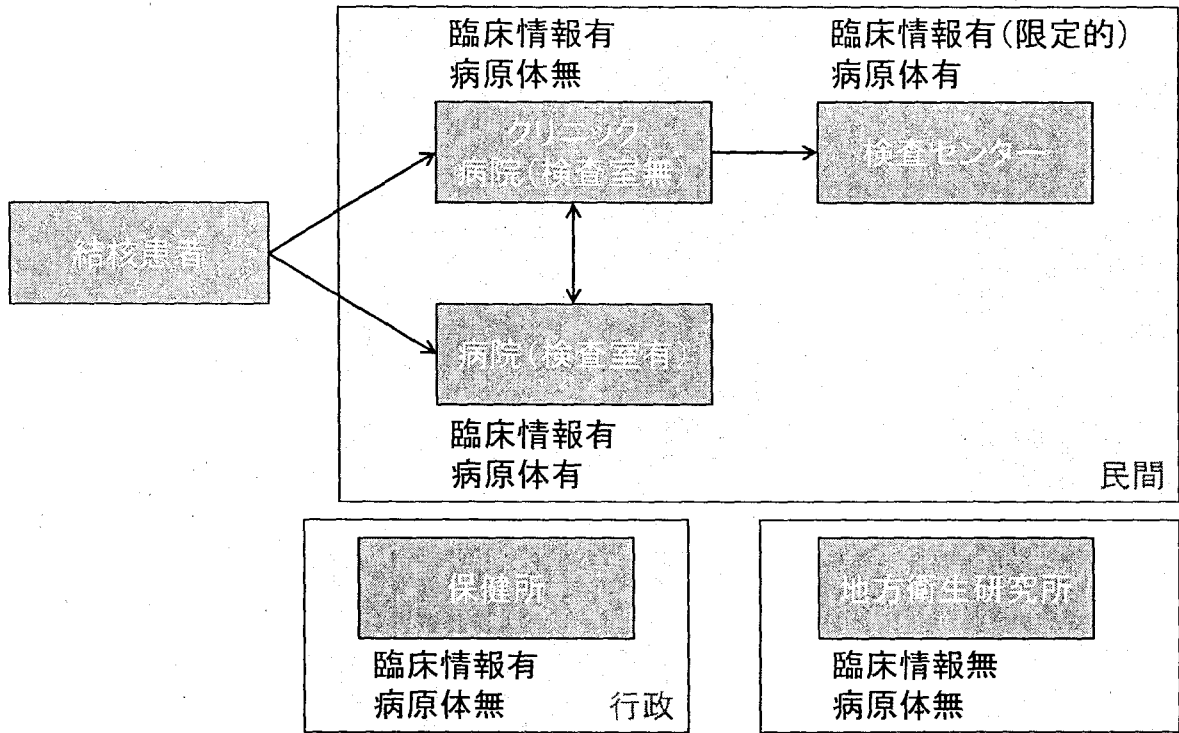 臨床情報有
病原体無
臨床情報有(限定的)
病原体有
クリニック
病院(検査室無)
検査センター
結核患者
病院(検査室有)
臨床情報有
病原体有
民間
保健所
臨床情報有
病原体無
行政
地方衛生研究所
臨床情報無
病原体無